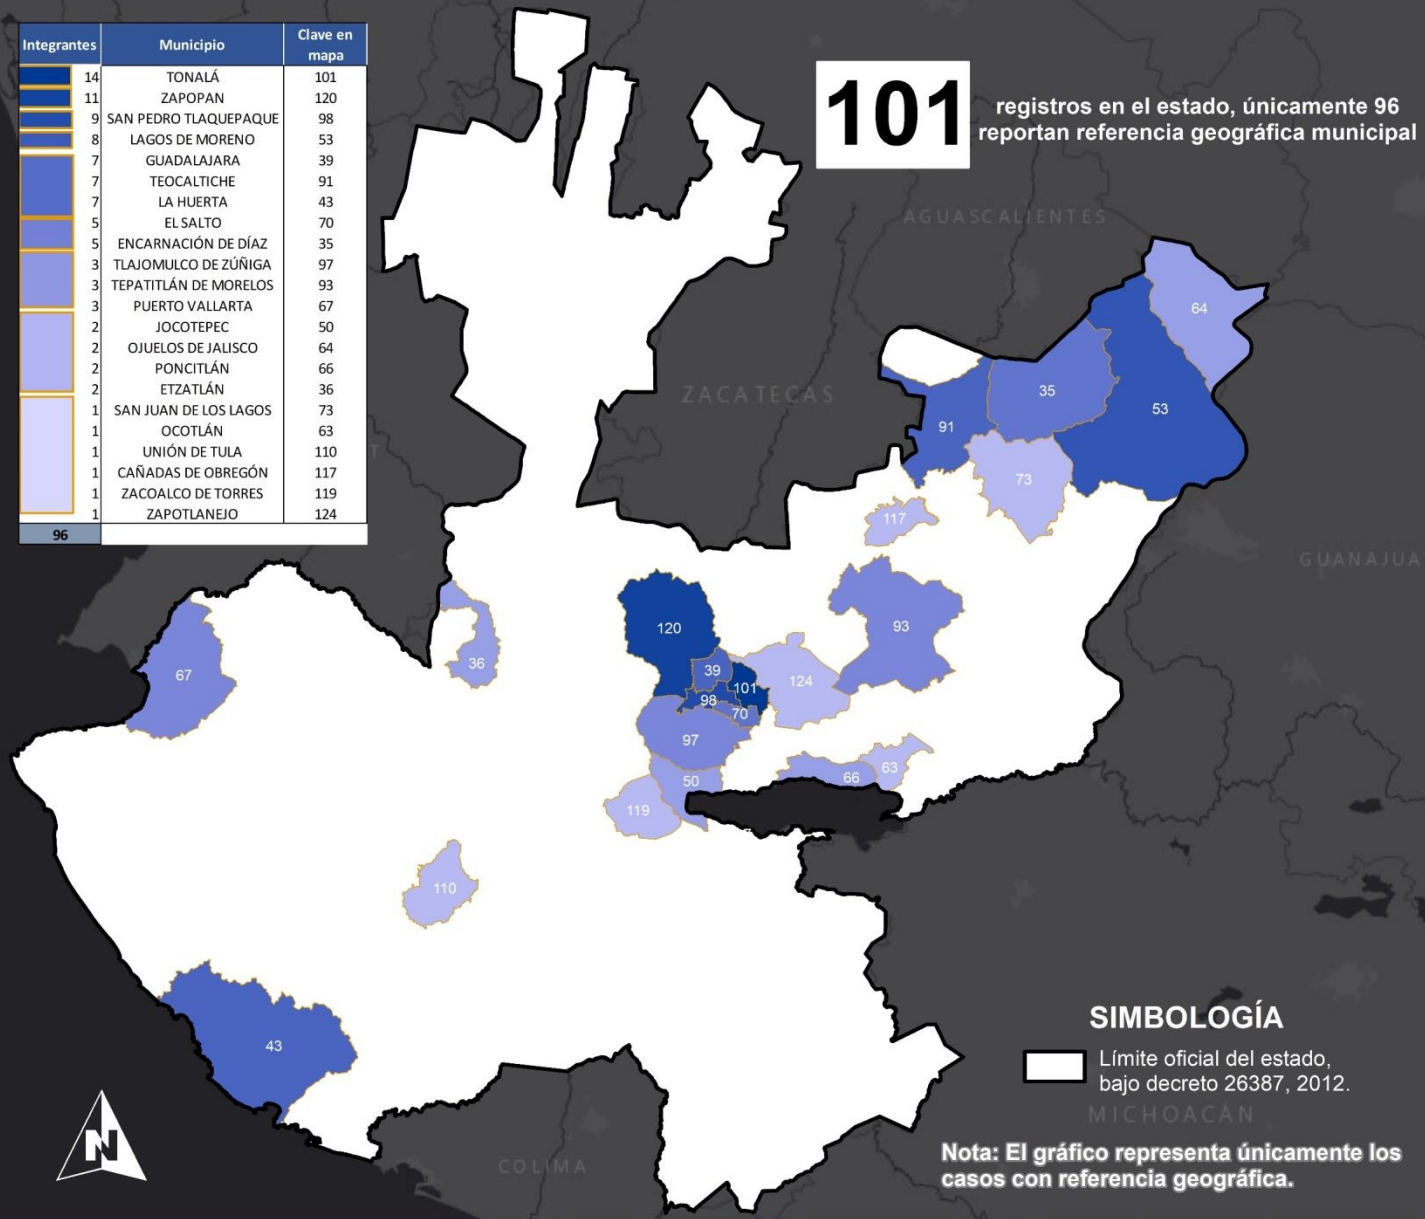 Integrantes Municipio Clave en mapa
14 TONALÁ 101
11 ZAPOPAN 120
9 SAN PEDRO TLAQUEPAQUE 98
8 LAGOS DE MORENO 53
7 GUADALAJARA 39
7 TEOCALTICHE 91
7 LA HUERTA 43
5 EL SALTO 70
5 ENCARNACIÓN DE DÍAZ 35
3 TLAJOMULCO DE ZÚÑIGA 97
3 TEPATITLÁN DE MORELOS 93
3 PUERTO VALLARTA 67
2 JOCOTEPEC 50
2 OJUELOS DE JALISCO 64
2 PONCITLÁN 66
2 ETZATLÁN 36
1 SAN JUAN DE LOS LAGOS 73
1 OCOTLÁN 63
1 UNIÓN DE TULA 110
1 CAÑADAS DE OBREGÓN 117
1 ZACOALCO DE TORRES 119
1 ZAPOTLANEJO 124
96
101
registros en el estado, únicamente 96
reportan referencia geográfica municipal
AGUASCALIENTES
64
ZACATECAS
35
53
91
73
117
GUANAJUA
120
93
67
36
39
124
101
98
70
97
63
66
50
119
110
43
SIMBOLOGÍA
Límite oficial del estado,
bajo decreto 26387, 2012.
MICHOACÁN
COLIMA
N
Nota: El gráfico representa únicamente los
casos con referencia geográfica.